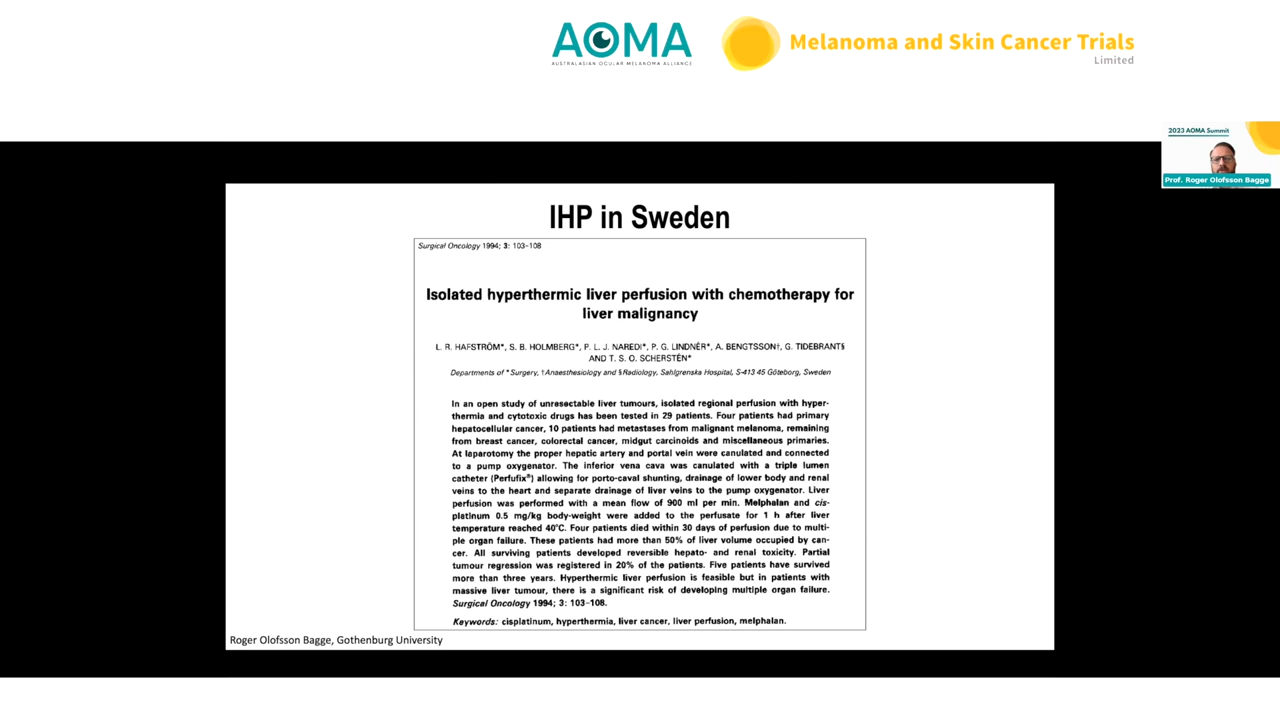 AOMA
AUSTRALASIAN OCULAR MELANOMA ALLIANCE
Melanoma and Skin Cancer Trials
Limited
2023 AOMA Summit
Prof. Roger Olofsson Bagge
IHP in Sweden
Surgical Oncology 1994; 3: 103–108
Isolated hyperthermic liver perfusion with chemotherapy for
liver malignancy
L. R. HAFSTRÖM*, S. B. HOLMBERG*, P. L. J. NAREDI*, P. G. LINDNÉR*, A. BENGTSSON†, G. TIDEBRANT§
AND T. S. O. SCHERSTÉN*
Departments of *Surgery, †Anaesthesiology and §Radiology, Sahlgrenska Hospital, S-413 45 Göteborg, Sweden
In an open study of unresectable liver tumours, isolated regional perfusion with hyper-
thermia and cytotoxic drugs has been tested in 29 patients. Four patients had primary
hepatocellular cancer, 10 patients had metastases from malignant melanoma, remaining
from breast cancer, colorectal cancer, midgut carcinoids and miscellaneous primaries.
At laparotomy the proper hepatic artery and portal vein were canulated and connected
to a pump oxygenator. The inferior vena cava was canulated with a triple lumen
catheter (Perfufix®) allowing for porto-caval shunting, drainage of lower body and renal
veins to the heart and separate drainage of liver veins to the pump oxygenator. Liver
perfusion was performed with a mean flow of 900 ml per min. Melphalan and cis-
platinum 0.5 mg/kg body-weight were added to the perfusate for 1 h after liver
temperature reached 40°C. Four patients died within 30 days of perfusion due to multi-
ple organ failure. These patients had more than 50% of liver volume occupied by can-
cer. All surviving patients developed reversible hepato- and renal toxicity. Partial
tumour regression was registered in 20% of the patients. Five patients have survived
more than three years. Hyperthermic liver perfusion is feasible but in patients with
massive liver tumour, there is a significant risk of developing multiple organ failure.
Surgical Oncology 1994; 3: 103–108.
Keywords: cisplatinum, hyperthermia, liver cancer, liver perfusion, melphalan.
Roger Olofsson Bagge, Gothenburg University